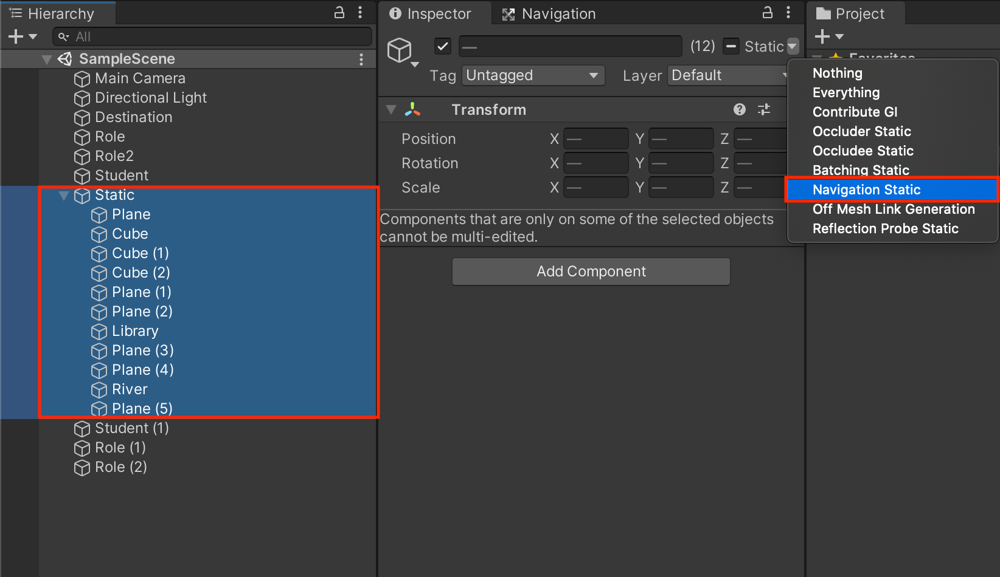 Hierarchy
All
SampleScene
Main Camera
Directional Light
Destination
Role
Role2
Student
Static
Plane
Cube
Cube (1)
Cube (2)
Plane (1)
Plane (2)
Library
Plane (3)
Plane (4)
River
Plane (5)
Student (1)
Role (1)
Role (2)
Inspector
Navigation
— (12) Static
Tag Untagged Layer Default
Transform
Position X — Y — Z —
Rotation X — Y — Z —
Scale X — Y — Z —
Components that are only on some of the selected objects
cannot be multi-edited.
Add Component
Project
Favorites
Nothing
Everything
Contribute GI
Occluder Static
Occludee Static
Batching Static
Navigation Static
Off Mesh Link Generation
Reflection Probe Static